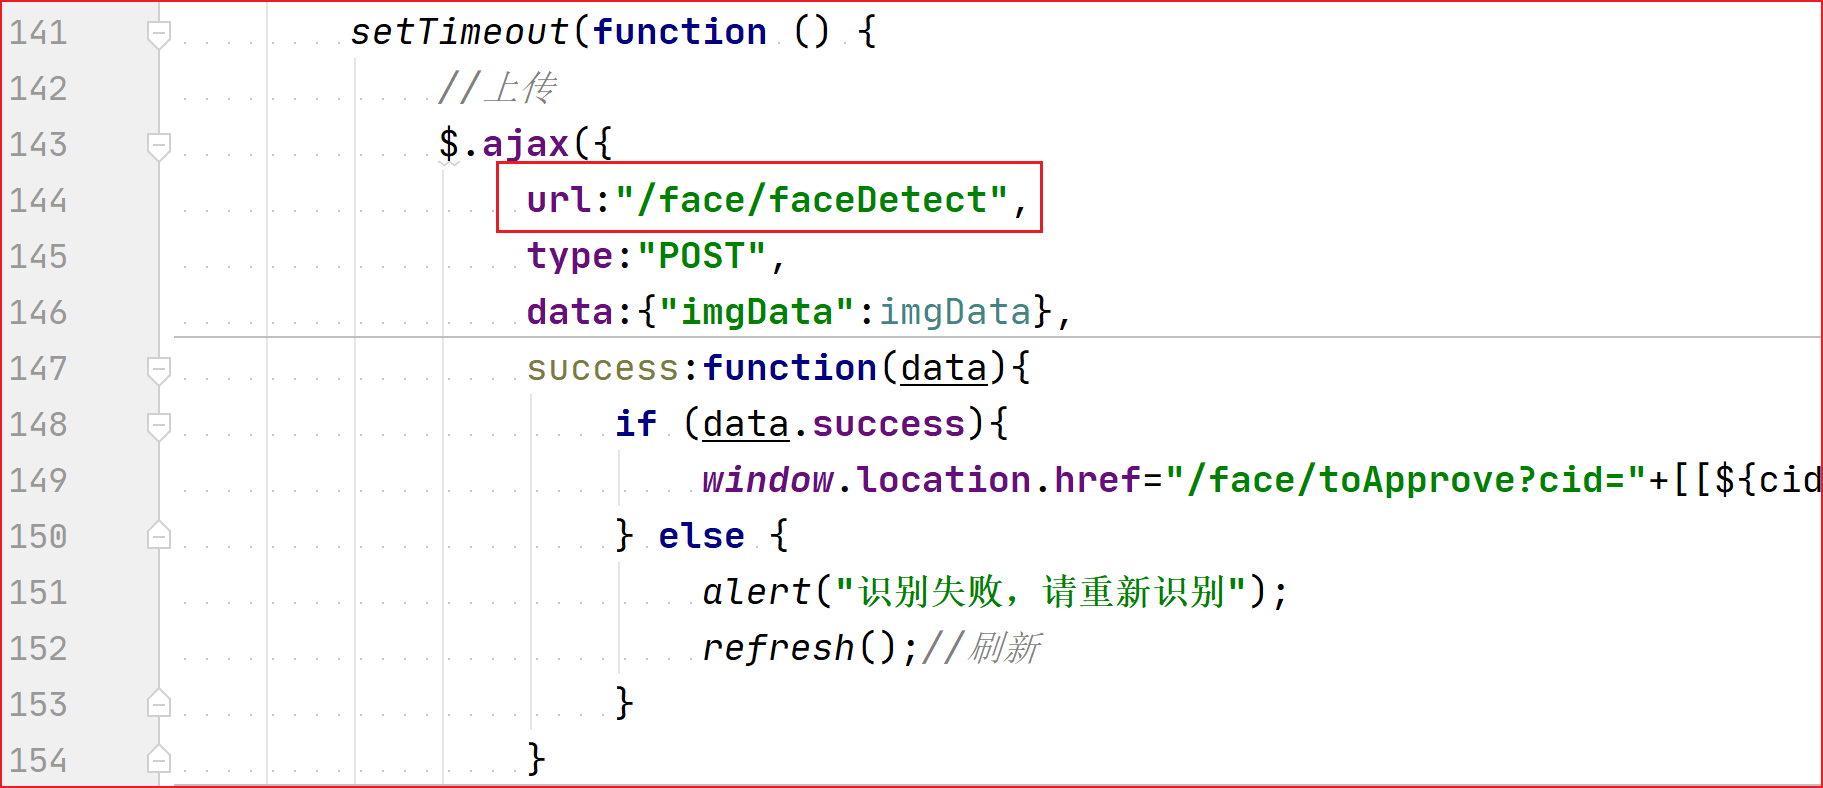 141 setTimeout(function () {
142 //上传
143 $.ajax({
144 url:"/face/faceDetect",
145 type:"POST",
146 data:{"imgData":imgData},
147 success:function(data){
148 if (data.success){
149 window.location.href="/face/toApprove?cid="+[[${cid
150 } else {
151 alert("识别失败，请重新识别");
152 refresh();//刷新
153 }
154 }